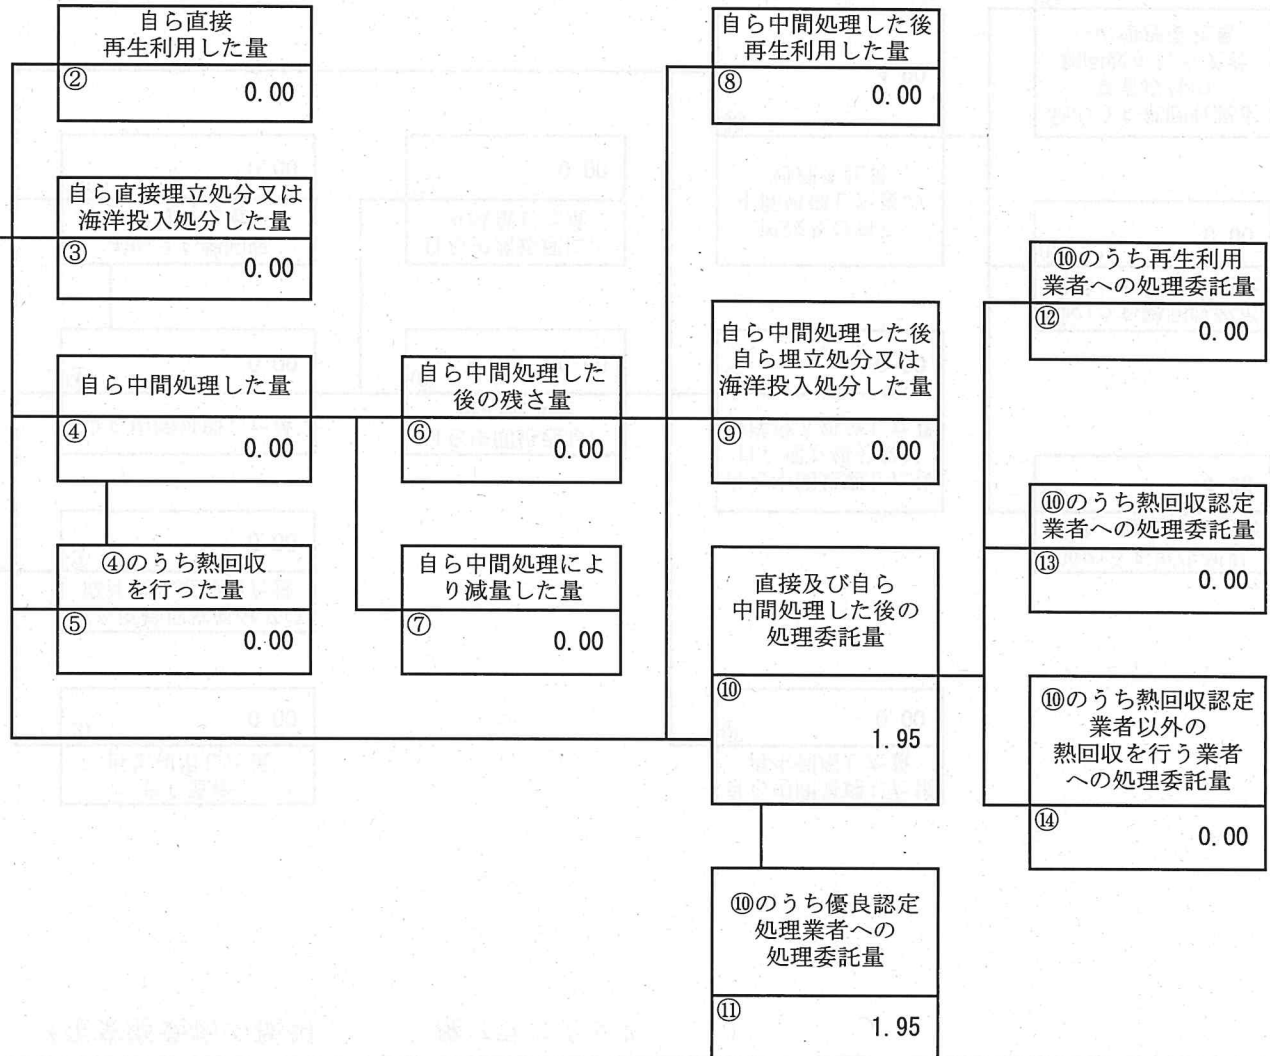 自ら直接
再生利用した量
②
0.00
自ら直接埋立処分又は
海洋投入処分した量
③
0.00
自ら中間処理した量
④
0.00
④のうち熱回収
を行った量
⑤
0.00
自ら中間処理した
後の残さ量
⑥
0.00
自ら中間処理によ
り減量した量
⑦
0.00
自ら中間処理した後
再生利用した量
⑧
0.00
自ら中間処理した後
自ら埋立処分又は
海洋投入処分した量
⑨
0.00
直接及び自ら
中間処理した後の
処理委託量
⑩
1.95
⑩のうち優良認定
処理業者への
処理委託量
⑪
1.95
⑩のうち再生利用
業者への処理委託量
⑫
0.00
⑩のうち熱回収認定
業者への処理委託量
⑬
0.00
⑩のうち熱回収認定
業者以外の
熱回収を行う業者
への処理委託量
⑭
0.00